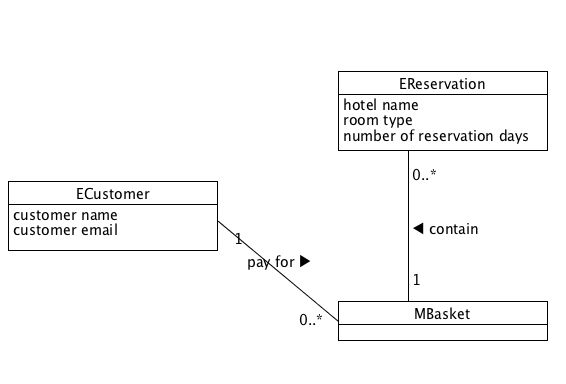 EReservation
hotel name
room type
number of reservation days
0..*
ECustomer
customer name
customer email
◀ contain
1
pay for ▶
1
0..*
MBasket